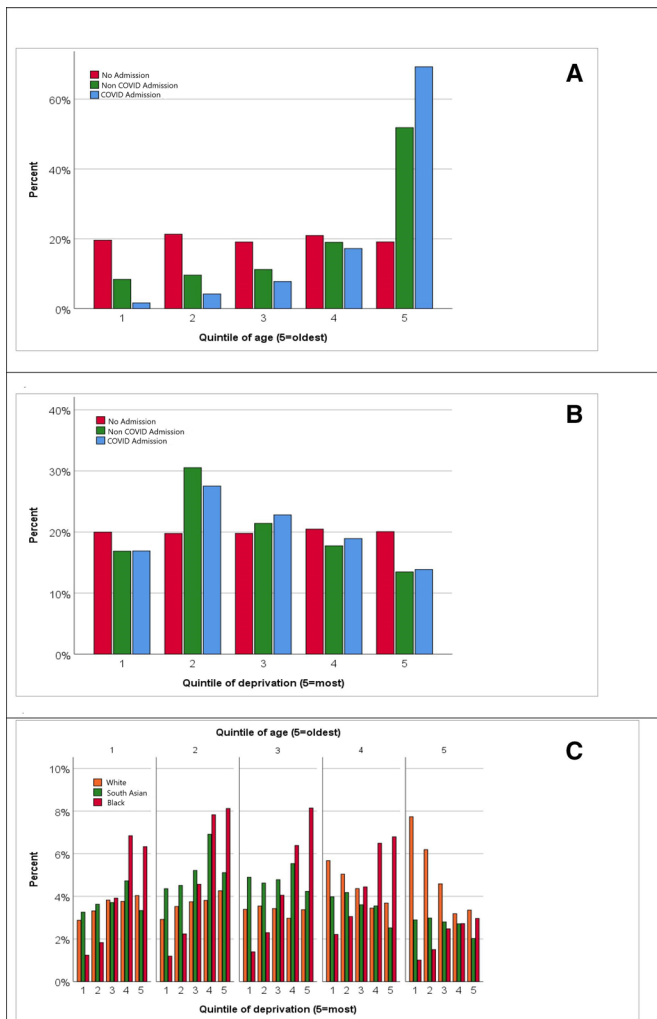 A
No Admission
Non COVID Admission
COVID Admission
60%
40%
20%
0%
Percent
1 2 3 4 5
Quintile of age (5=oldest)
B
No Admission
Non COVID Admission
COVID Admission
40%
30%
20%
10%
0%
Percent
1 2 3 4 5
Quintile of deprivation (5=most)
Quintile of age (5=oldest)
C
1 2 3 4 5
White
South Asian
Black
10%
8%
6%
4%
2%
0%
Percent
1 2 3 4 5 1 2 3 4 5 1 2 3 4 5 1 2 3 4 5 1 2 3 4 5
Quintile of deprivation (5=most)